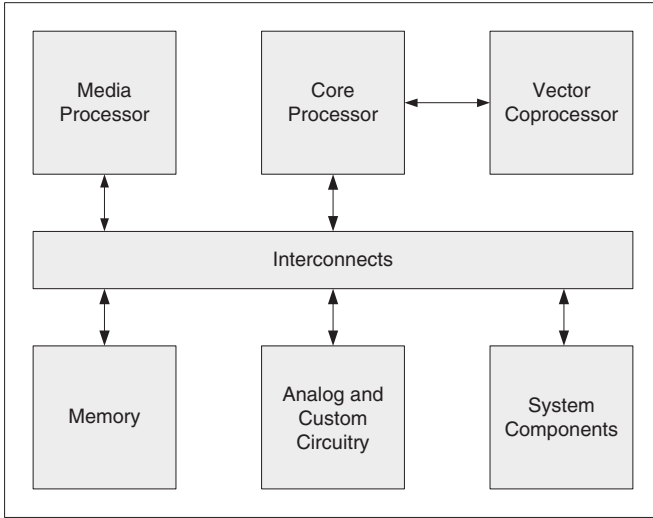 Media
Processor
Core
Processor
Vector
Coprocessor
Interconnects
Memory
Analog and
Custom
Circuitry
System
Components